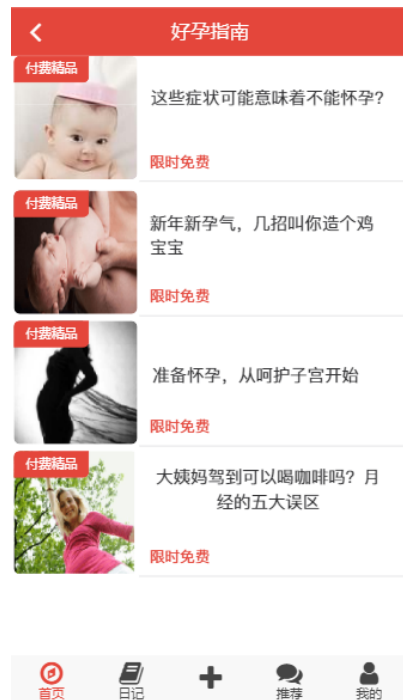 好孕指南
付费精品
这些症状可能意味着不能怀孕?
限时免费
付费精品
新年新孕气，几招叫你造个鸡
宝宝
限时免费
付费精品
准备怀孕，从呵护子宫开始
限时免费
付费精品
大姨妈驾到可以喝咖啡吗？月
经的五大误区
限时免费
首页 日记 推荐 我的